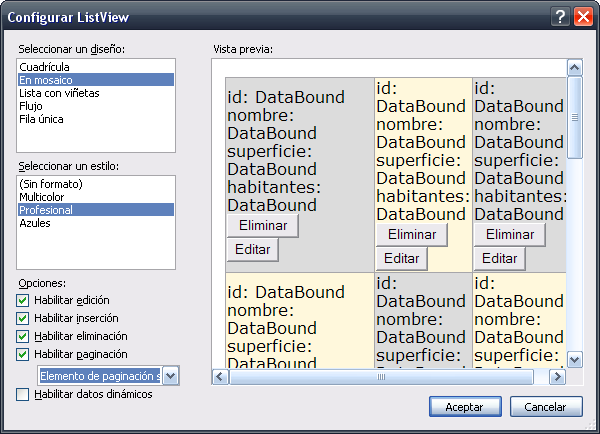 Configurar ListView
Seleccionar un diseño:
Cuadrícula
En mosaico
Lista con viñetas
Flujo
Fila única
Seleccionar un estilo:
(Sin formato)
Multicolor
Profesional
Azules
Opciones:
Habilitar edición
Habilitar inserción
Habilitar eliminación
Habilitar paginación
Elemento de paginación s
Habilitar datos dinámicos
Vista previa:
id: DataBound
nombre:
DataBound
superficie:
DataBound
habitantes:
DataBound
Eliminar
Editar
id:
DataBound
nombre:
DataBound
superficie:
DataBound
habitantes:
DataBound
Eliminar
Editar
id:
DataBound
nombre:
DataBound
superficie:
DataBound
habitantes:
DataBound
Eliminar
Editar
id: DataBound
nombre:
DataBound
superficie:
DataBound
id:
DataBound
nombre:
DataBound
superficie:
DataBound
id:
DataBound
nombre:
DataBound
superficie:
DataBound
Aceptar
Cancelar